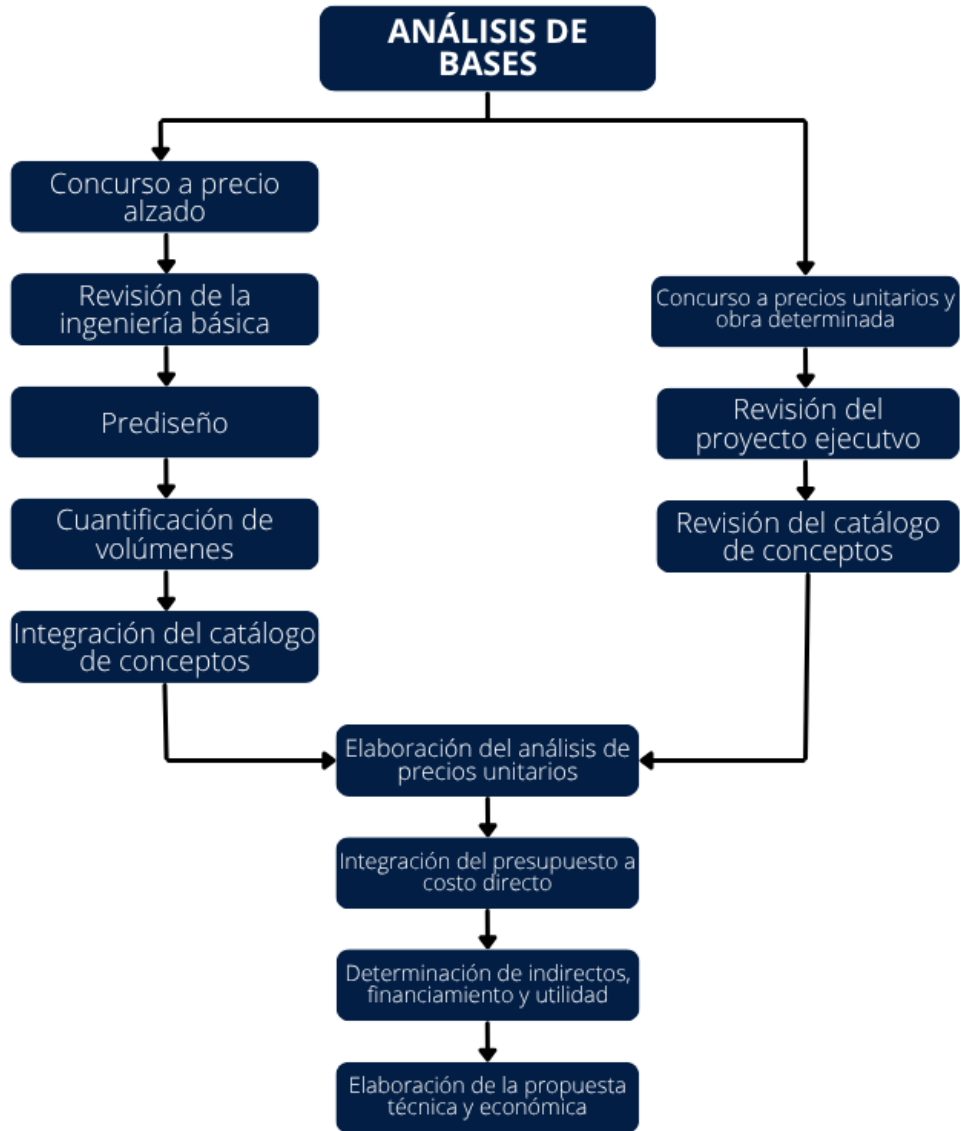 ANÁLISIS DE
BASES
Concurso a precio
alzado
Revisión de la
ingeniería básica
Prediseño
Cuantificación de
volúmenes
Integración del catálogo
de conceptos
Concurso a precios unitarios y
obra determinada
Revisión del
proyecto ejecutvo
Revisión del catálogo
de conceptos
Elaboración del análisis de
precios unitarios
Integración del presupuesto a
costo directo
Determinación de indirectos,
financiamiento y utilidad
Elaboración de la propuesta
técnica y económica